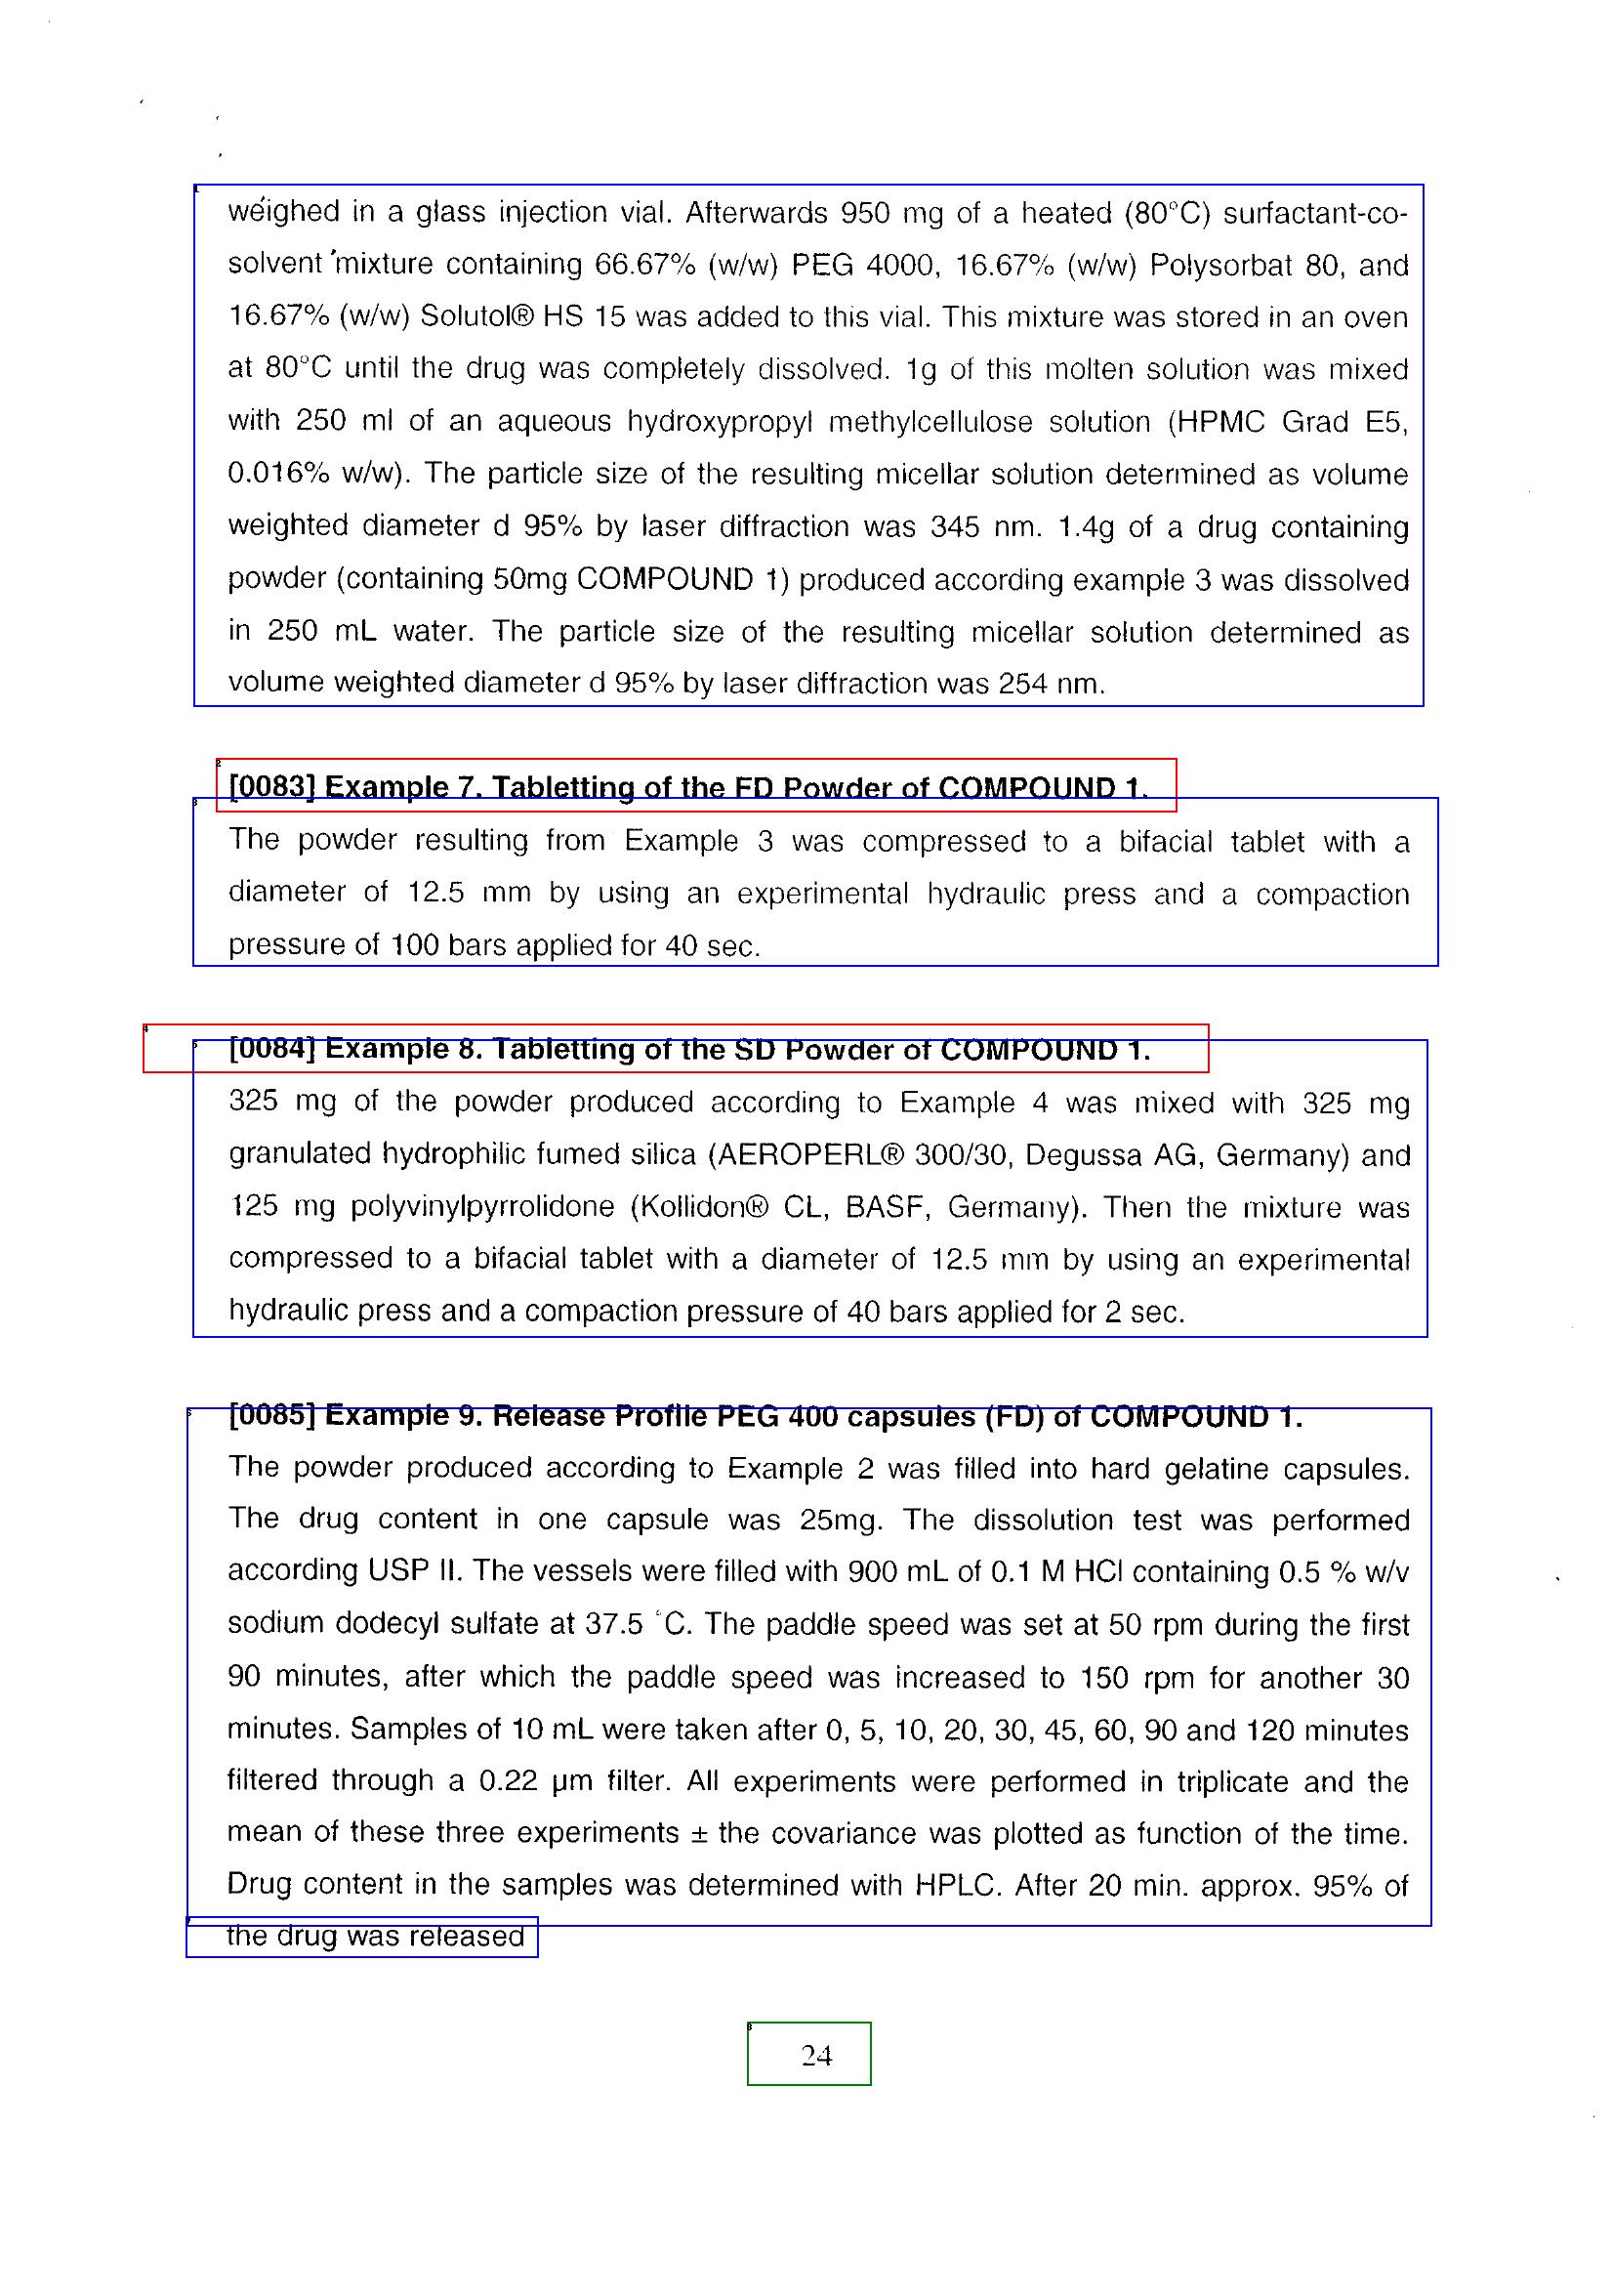 weighed in a glass injection vial. Afterwards 950 mg of a heated (80°C) surfactant-co-
solvent mixture containing 66.67% (w/w) PEG 4000, 16.67% (w/w) Polysorbat 80, and
16.67% (w/w) Solutol® HS 15 was added to this vial. This mixture was stored in an oven
at 80°C until the drug was completely dissolved. 1g of this molten solution was mixed
with 250 ml of an aqueous hydroxypropyl methylcellulose solution (HPMC Grad E5,
0.016% w/w). The particle size of the resulting micellar solution determined as volume
weighted diameter d 95% by laser diffraction was 345 nm. 1.4g of a drug containing
powder (containing 50mg COMPOUND 1) produced according example 3 was dissolved
in 250 mL water. The particle size of the resulting micellar solution determined as
volume weighted diameter d 95% by laser diffraction was 254 nm.
[0083] Example 7. Tabletting of the FD Powder of COMPOUND 1.
The powder resulting from Example 3 was compressed to a bifacial tablet with a
diameter of 12.5 mm by using an experimental hydraulic press and a compaction
pressure of 100 bars applied for 40 sec.
[0084] Example 8. Tabletting of the SD Powder of COMPOUND 1.
325 mg of the powder produced according to Example 4 was mixed with 325 mg
granulated hydrophilic fumed silica (AEROPERL® 300/30, Degussa AG, Germany) and
125 mg polyvinylpyrrolidone (Kollidon® CL, BASF, Germany). Then the mixture was
compressed to a bifacial tablet with a diameter of 12.5 mm by using an experimental
hydraulic press and a compaction pressure of 40 bars applied for 2 sec.
[0085] Example 9. Release Profile PEG 400 capsules (FD) of COMPOUND 1.
The powder produced according to Example 2 was filled into hard gelatine capsules.
The drug content in one capsule was 25mg. The dissolution test was performed
according USP II. The vessels were filled with 900 mL of 0.1 M HCl containing 0.5 % w/v
sodium dodecyl sulfate at 37.5 °C. The paddle speed was set at 50 rpm during the first
90 minutes, after which the paddle speed was increased to 150 rpm for another 30
minutes. Samples of 10 mL were taken after 0, 5, 10, 20, 30, 45, 60, 90 and 120 minutes
filtered through a 0.22 µm filter. All experiments were performed in triplicate and the
mean of these three experiments ± the covariance was plotted as function of the time.
Drug content in the samples was determined with HPLC. After 20 min. approx. 95% of
the drug was released
24